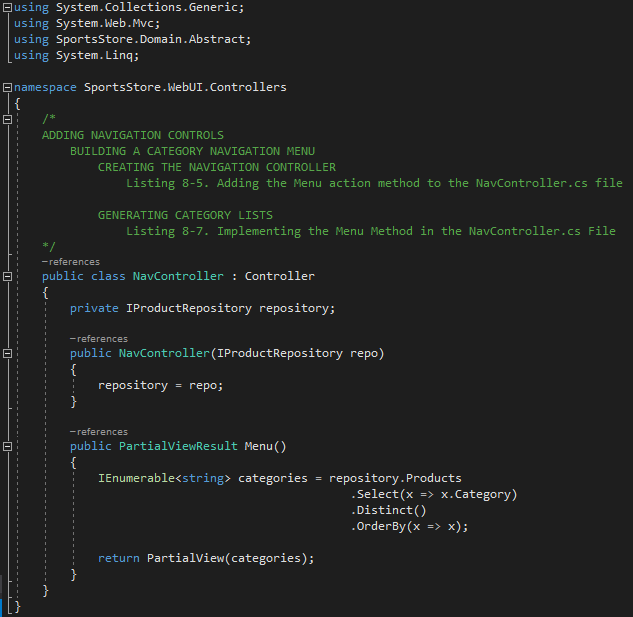 using System.Collections.Generic;
using System.Web.Mvc;
using SportsStore.Domain.Abstract;
using System.Linq;

namespace SportsStore.WebUI.Controllers
{
    /*
    ADDING NAVIGATION CONTROLS
        BUILDING A CATEGORY NAVIGATION MENU
            CREATING THE NAVIGATION CONTROLLER
                Listing 8-5. Adding the Menu action method to the NavController.cs file

            GENERATING CATEGORY LISTS
                Listing 8-7. Implementing the Menu Method in the NavController.cs File
    */
    –references
    public class NavController : Controller
    {
        private IProductRepository repository;

        –references
        public NavController(IProductRepository repo)
        {
            repository = repo;
        }

        –references
        public PartialViewResult Menu()
        {
            IEnumerable<string> categories = repository.Products
                                                .Select(x => x.Category)
                                                .Distinct()
                                                .OrderBy(x => x);

            return PartialView(categories);
        }
    }
}